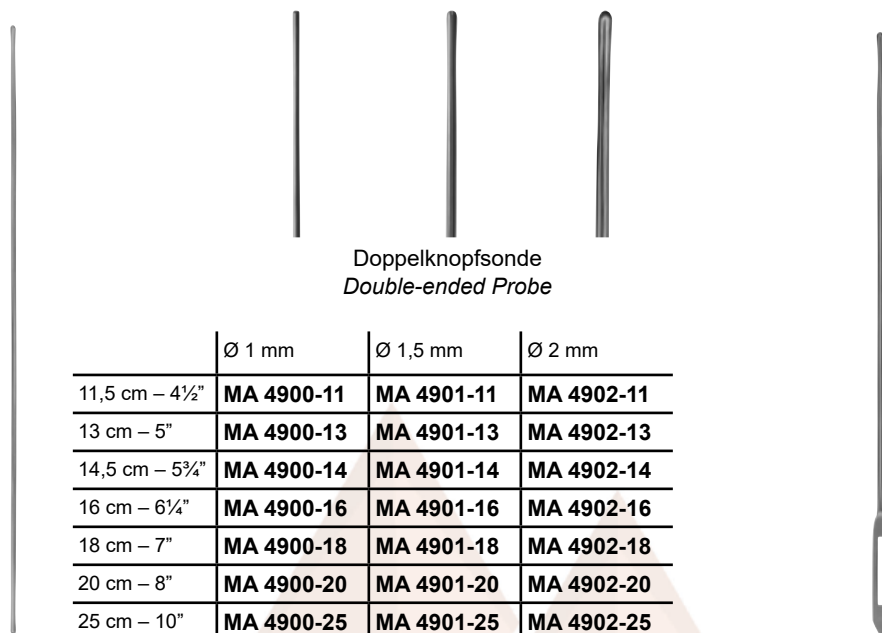 Doppelknopfsonde
Double-ended Probe
Ø 1 mm Ø 1,5 mm Ø 2 mm
11,5 cm – 4½” MA 4900-11 MA 4901-11 MA 4902-11
13 cm – 5” MA 4900-13 MA 4901-13 MA 4902-13
14,5 cm – 5¾” MA 4900-14 MA 4901-14 MA 4902-14
16 cm – 6¼” MA 4900-16 MA 4901-16 MA 4902-16
18 cm – 7” MA 4900-18 MA 4901-18 MA 4902-18
20 cm – 8” MA 4900-20 MA 4901-20 MA 4902-20
25 cm – 10” MA 4900-25 MA 4901-25 MA 4902-25